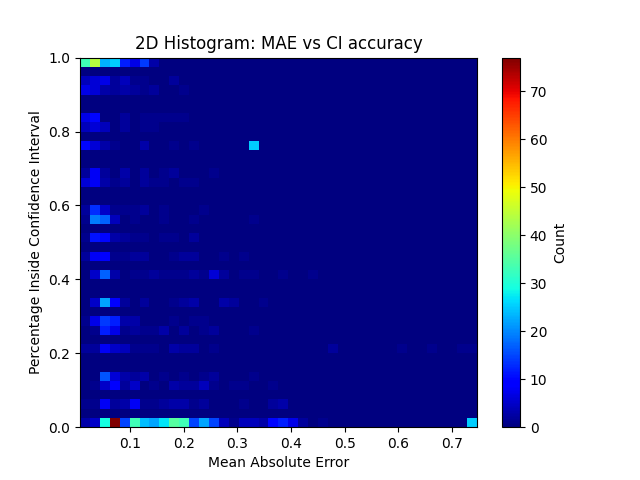 2D Histogram: MAE vs CI accuracy
Percentage Inside Confidence Interval
1.0
0.8
0.6
0.4
0.2
0.0
0.1 0.2 0.3 0.4 0.5 0.6 0.7
Mean Absolute Error
70
60
50
40
30
20
10
0
Count